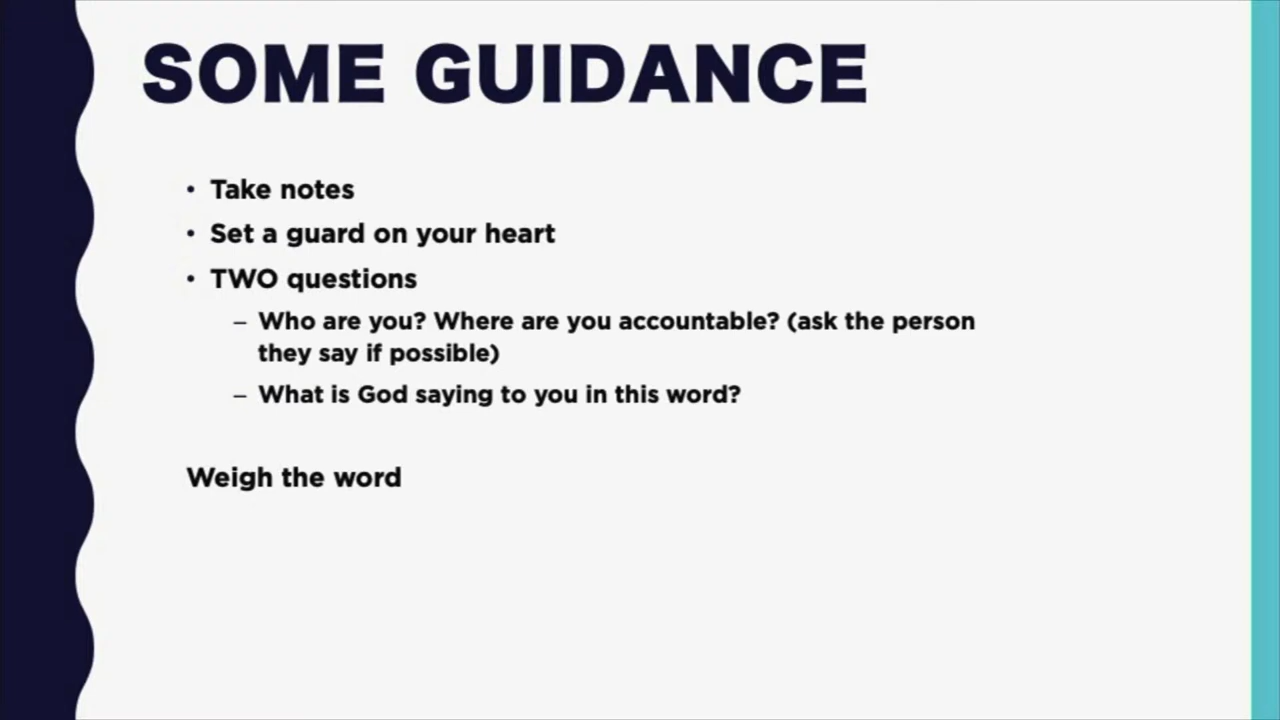 SOME GUIDANCE
• Take notes
• Set a guard on your heart
• TWO questions
– Who are you? Where are you accountable? (ask the person
they say if possible)
– What is God saying to you in this word?
Weigh the word